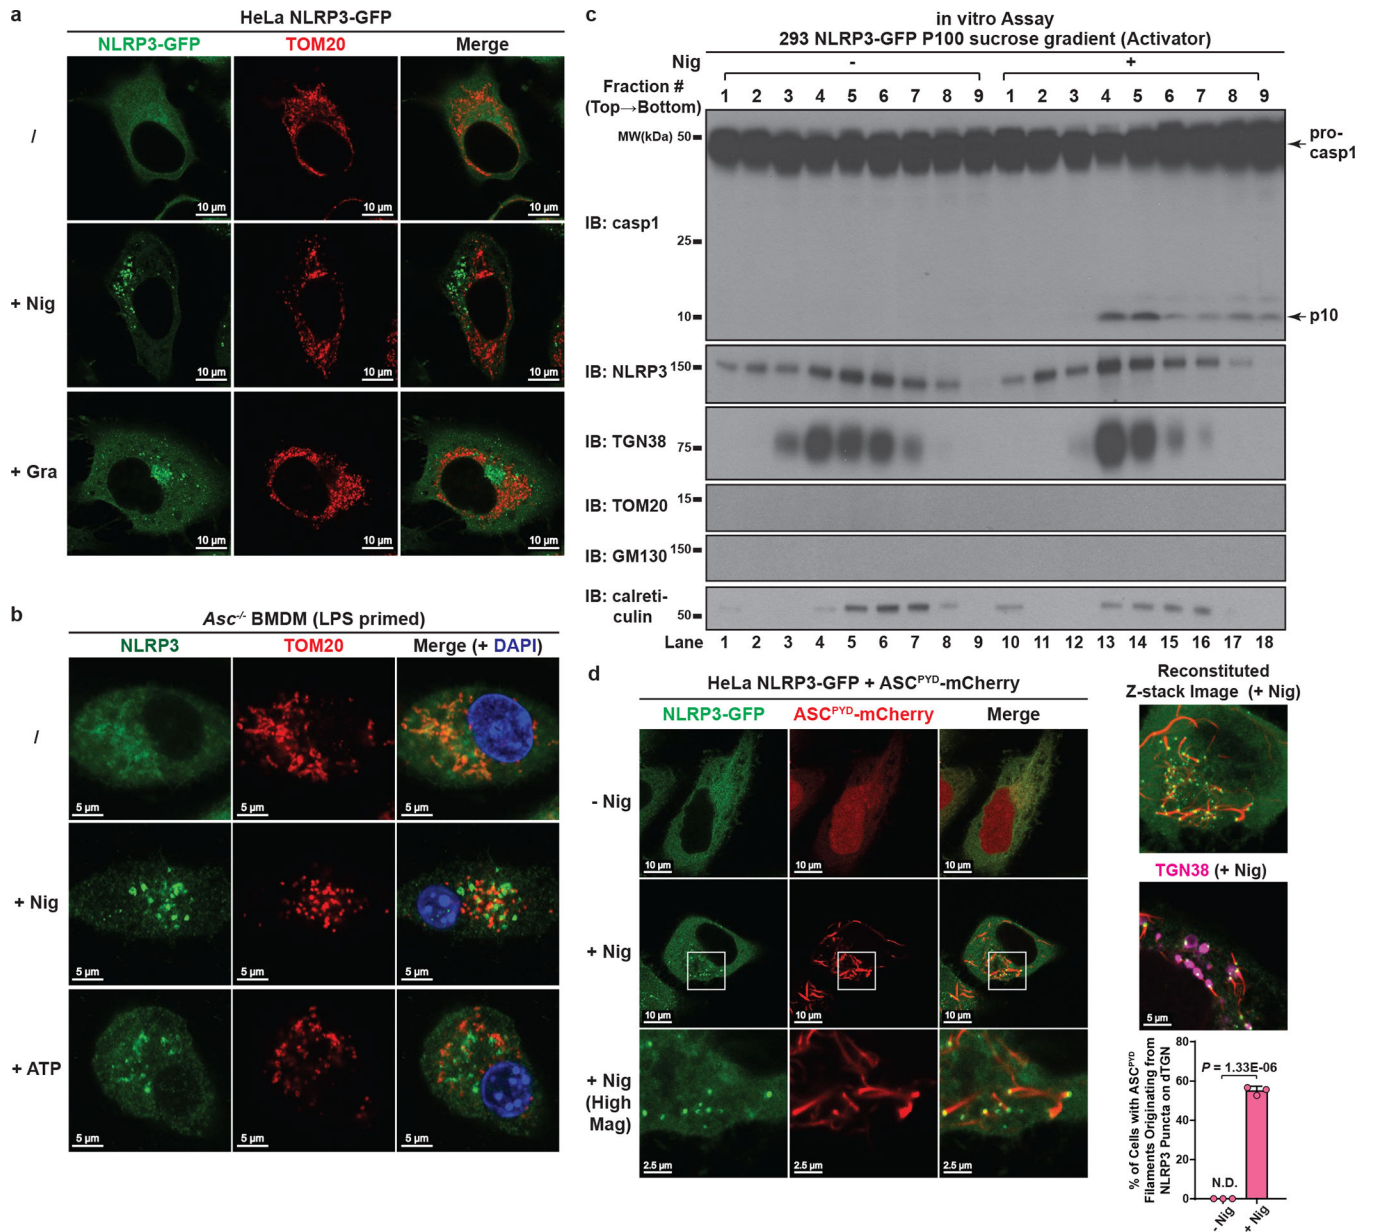 a
HeLa NLRP3-GFP
NLRP3-GFP TOM20 Merge
/
10 µm 10 µm 10 µm
+ Nig
10 µm 10 µm 10 µm
+ Gra
10 µm 10 µm 10 µm
b
Asc-/- BMDM (LPS primed)
NLRP3 TOM20 Merge (+ DAPI)
/
5 µm 5 µm 5 µm
+ Nig
5 µm 5 µm 5 µm
+ ATP
5 µm 5 µm 5 µm
c
in vitro Assay
293 NLRP3-GFP P100 sucrose gradient (Activator)
Nig - +
Fraction # 1 2 3 4 5 6 7 8 9 1 2 3 4 5 6 7 8 9
(Top→Bottom)
MW(kDa) 50
pro-
casp1
IB: casp1
25
10 p10
IB: NLRP3 150
IB: TGN38 75
IB: TOM20 15
IB: GM130 150
IB: calreti-
culin 50
Lane 1 2 3 4 5 6 7 8 9 10 11 12 13 14 15 16 17 18
d
HeLa NLRP3-GFP + ASCPYD-mCherry
NLRP3-GFP ASCPYD-mCherry Merge
- Nig
10 µm 10 µm 10 µm
+ Nig
10 µm 10 µm 10 µm
+ Nig
(High
Mag)
2.5 µm 2.5 µm 2.5 µm
Reconstituted
Z-stack Image (+ Nig)
TGN38 (+ Nig)
5 µm
% of Cells with ASCPYD
Filaments Originating from
NLRP3 Puncta on dTGN
80
60
40
20
0
P = 1.33E-06
N.D.
- Nig
+ Nig